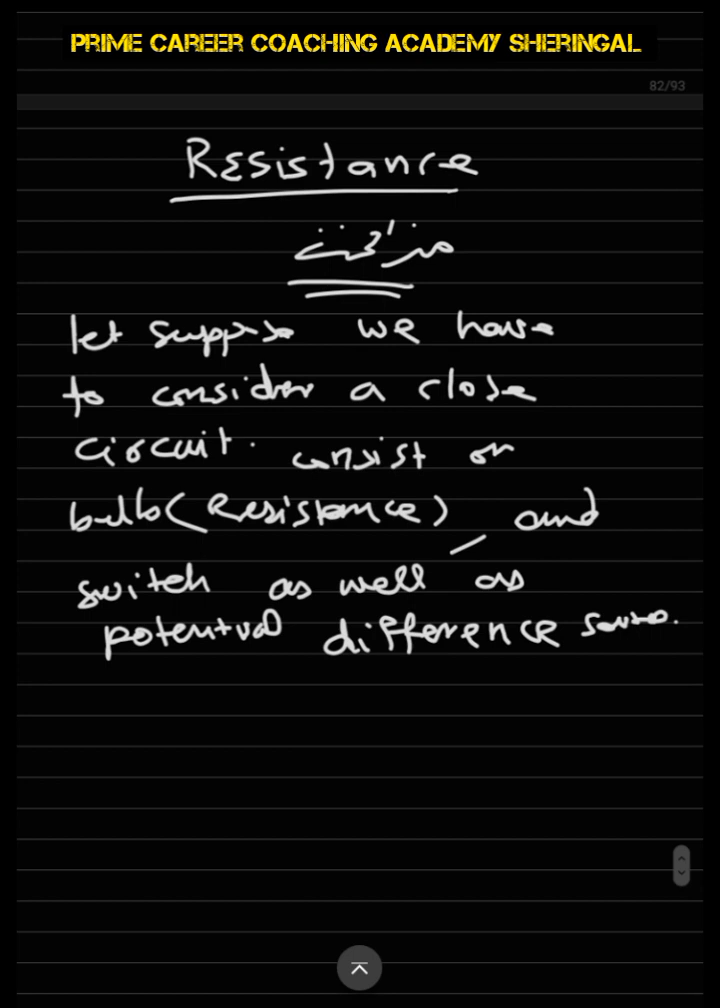 PRIME CAREER COACHING ACADEMY SHERINGAL
82/93
Resistance
مزاحمت
let suppose we have
to consider a close
circuit. consist on
bulb(Resistance) and
switch as well as
potential difference source.